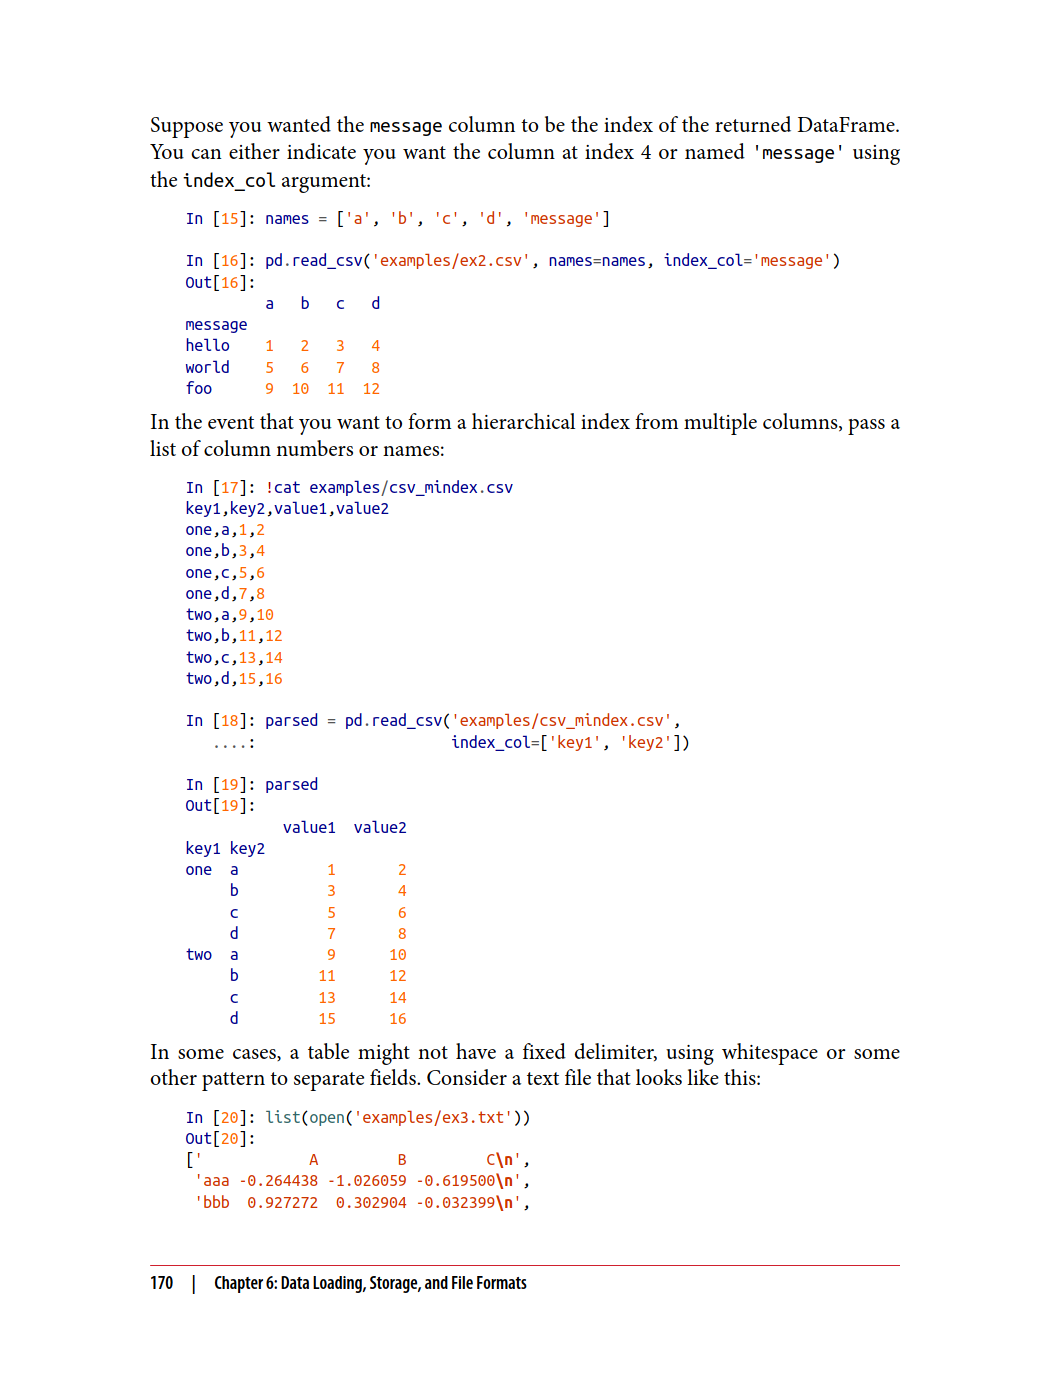 Suppose you wanted the message column to be the index of the returned DataFrame.
You can either indicate you want the column at index 4 or named 'message' using
the index_col argument:
In [15]: names = ['a', 'b', 'c', 'd', 'message']
In [16]: pd.read_csv('examples/ex2.csv', names=names, index_col='message')
Out[16]:
         a   b   c   d
message
hello    1   2   3   4
world    5   6   7   8
foo      9  10  11  12
In the event that you want to form a hierarchical index from multiple columns, pass a
list of column numbers or names:
In [17]: !cat examples/csv_mindex.csv
key1,key2,value1,value2
one,a,1,2
one,b,3,4
one,c,5,6
one,d,7,8
two,a,9,10
two,b,11,12
two,c,13,14
two,d,15,16
In [18]: parsed = pd.read_csv('examples/csv_mindex.csv',
   ....:                      index_col=['key1', 'key2'])
In [19]: parsed
Out[19]:
           value1  value2
key1 key2
one  a          1       2
     b          3       4
     c          5       6
     d          7       8
two  a          9      10
     b         11      12
     c         13      14
     d         15      16
In some cases, a table might not have a fixed delimiter, using whitespace or some
other pattern to separate fields. Consider a text file that looks like this:
In [20]: list(open('examples/ex3.txt'))
Out[20]:
['            A         B         C\n',
 'aaa -0.264438 -1.026059 -0.619500\n',
 'bbb  0.927272  0.302904 -0.032399\n',
170 | Chapter 6: Data Loading, Storage, and File Formats